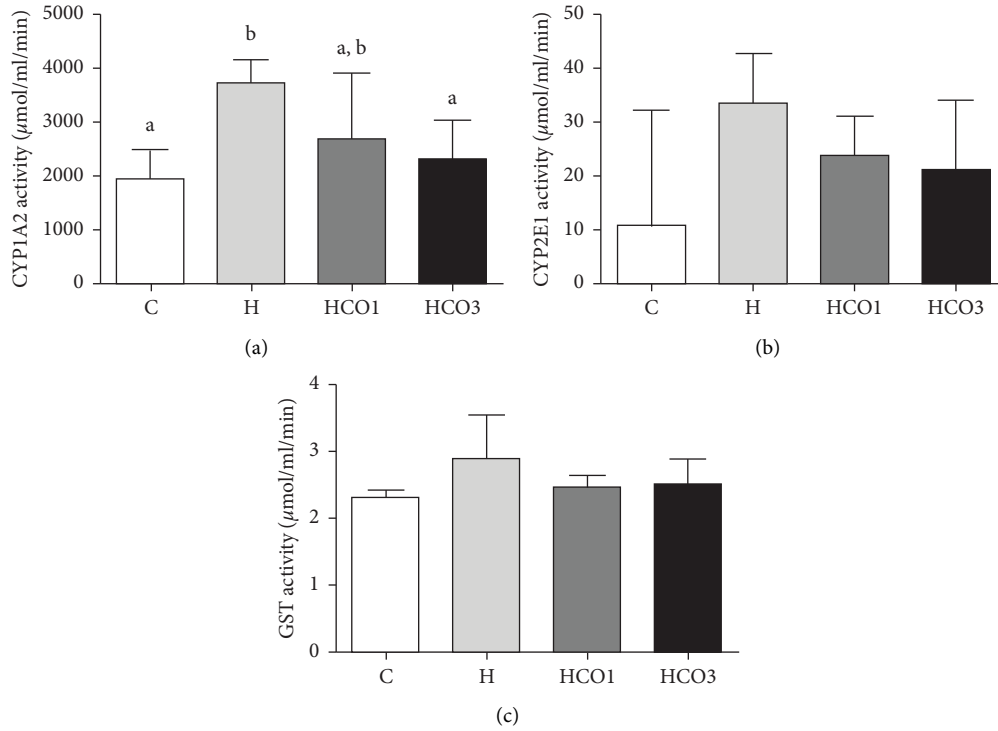 CYP1A2 activity (µmol/ml/min)
5000
4000
3000
2000
1000
0
a
b
a, b
a
C
H
HCO1
HCO3
(a)
CYP2E1 activity (µmol/ml/min)
50
40
30
20
10
0
C
H
HCO1
HCO3
(b)
GST activity (µmol/ml/min)
4
3
2
1
0
C
H
HCO1
HCO3
(c)